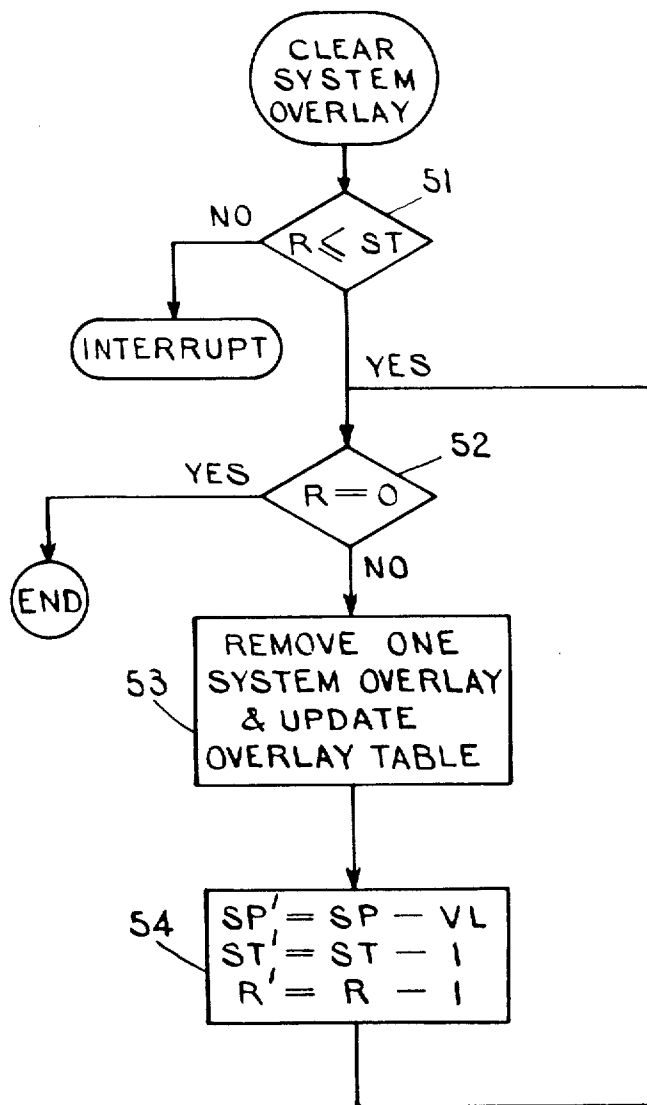 CLEAR
SYSTEM
OVERLAY
51
NO
R ≤ ST
INTERRUPT
YES
52
YES
R = 0
NO
END
REMOVE ONE
SYSTEM OVERLAY
& UPDATE
OVERLAY TABLE
53
54
SP' = SP - VL
ST' = ST - 1
R' = R - 1